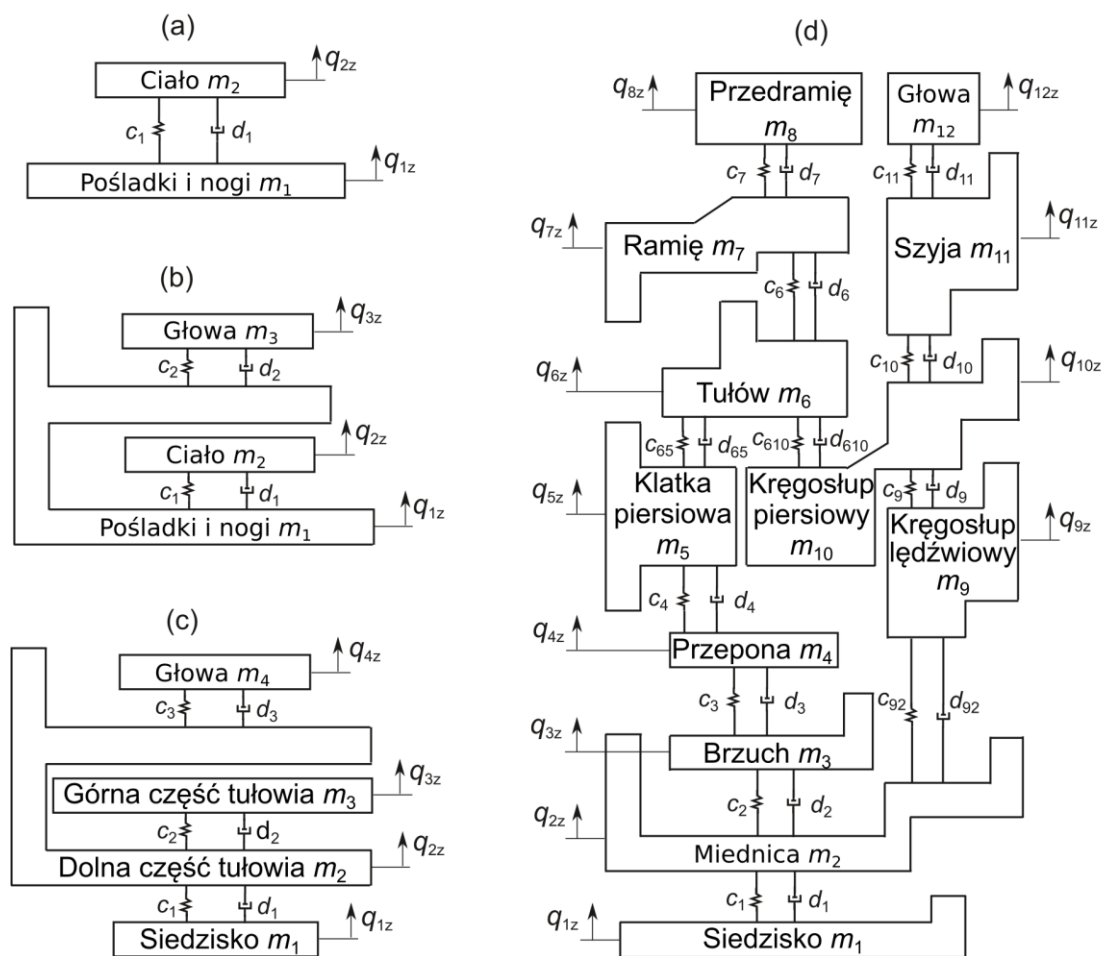 (a)
q2z
Ciało m2
c1
d1
q1z
Pośladki i nogi m1
(b)
q3z
Głowa m3
c2
d2
q2z
Ciało m2
c1
d1
q1z
Pośladki i nogi m1
(c)
q4z
Głowa m4
c3
d3
q3z
Górna część tułowia m3
c2
d2
q2z
Dolna część tułowia m2
c1
d1
q1z
Siedzisko m1
(d)
q8z
Przedramię
m8
q12z
Głowa
m12
c7
d7
c11
d11
q7z
Ramię m7
q11z
Szyja m11
c6
d6
c10
d10
q6z
Tułów m6
q10z
c65
d65
c610
d610
c9
d9
q5z
Klatka
piersiowa
m5
Kręgosłup
piersiowy
m10
q9z
Kręgosłup
lędźwiowy
m9
c4
d4
q4z
Przepona m4
c3
d3
c92
d92
q3z
Brzuch m3
c2
d2
q2z
Miednica m2
c1
d1
q1z
Siedzisko m1